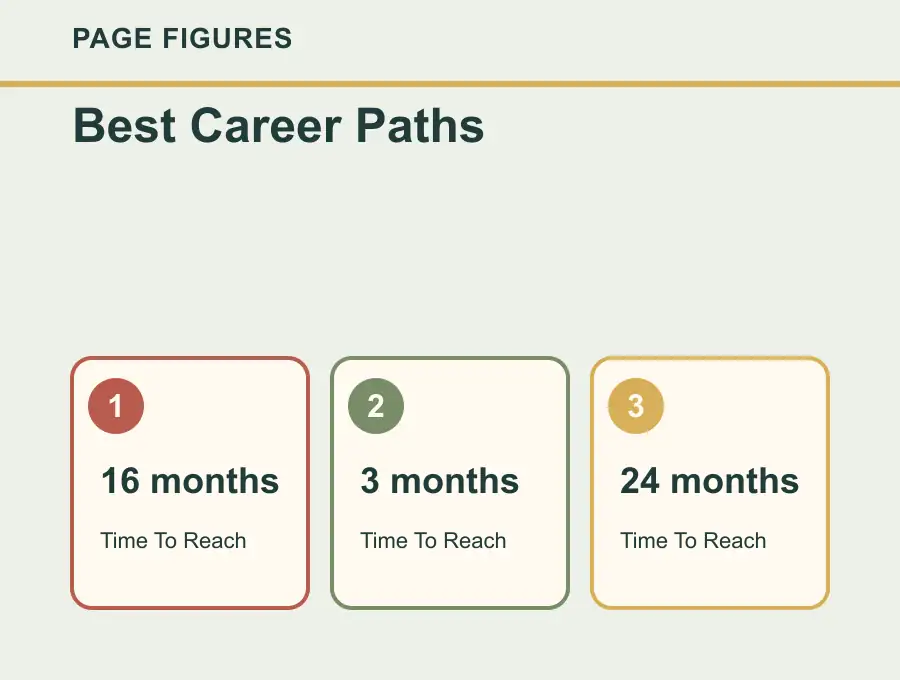 PAGE FIGURES
Best Career Paths
1
16 months
Time To Reach
2
3 months
Time To Reach
3
24 months
Time To Reach